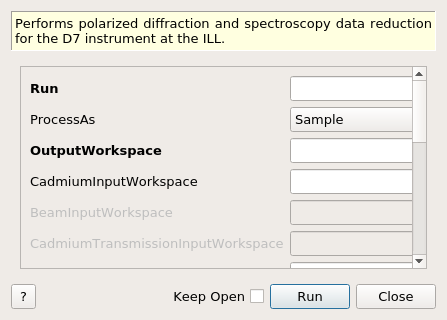 Performs polarized diffraction and spectroscopy data reduction
for the D7 instrument at the ILL.
Run
ProcessAs Sample
OutputWorkspace
CadmiumInputWorkspace
BeamInputWorkspace
CadmiumTransmissionInputWorkspace
? Keep Open Run Close